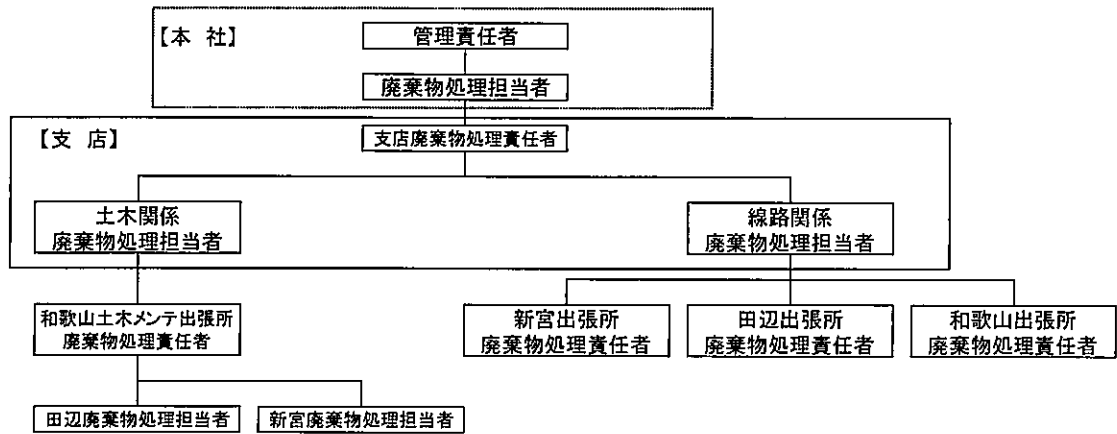 【本 社】
管理責任者
廃棄物処理担当者
【支 店】
支店廃棄物処理責任者
土木関係
廃棄物処理担当者
線路関係
廃棄物処理担当者
和歌山土木メンテ出張所
廃棄物処理責任者
新宮出張所
廃棄物処理責任者
田辺出張所
廃棄物処理責任者
和歌山出張所
廃棄物処理責任者
田辺廃棄物処理担当者
新宮廃棄物処理担当者